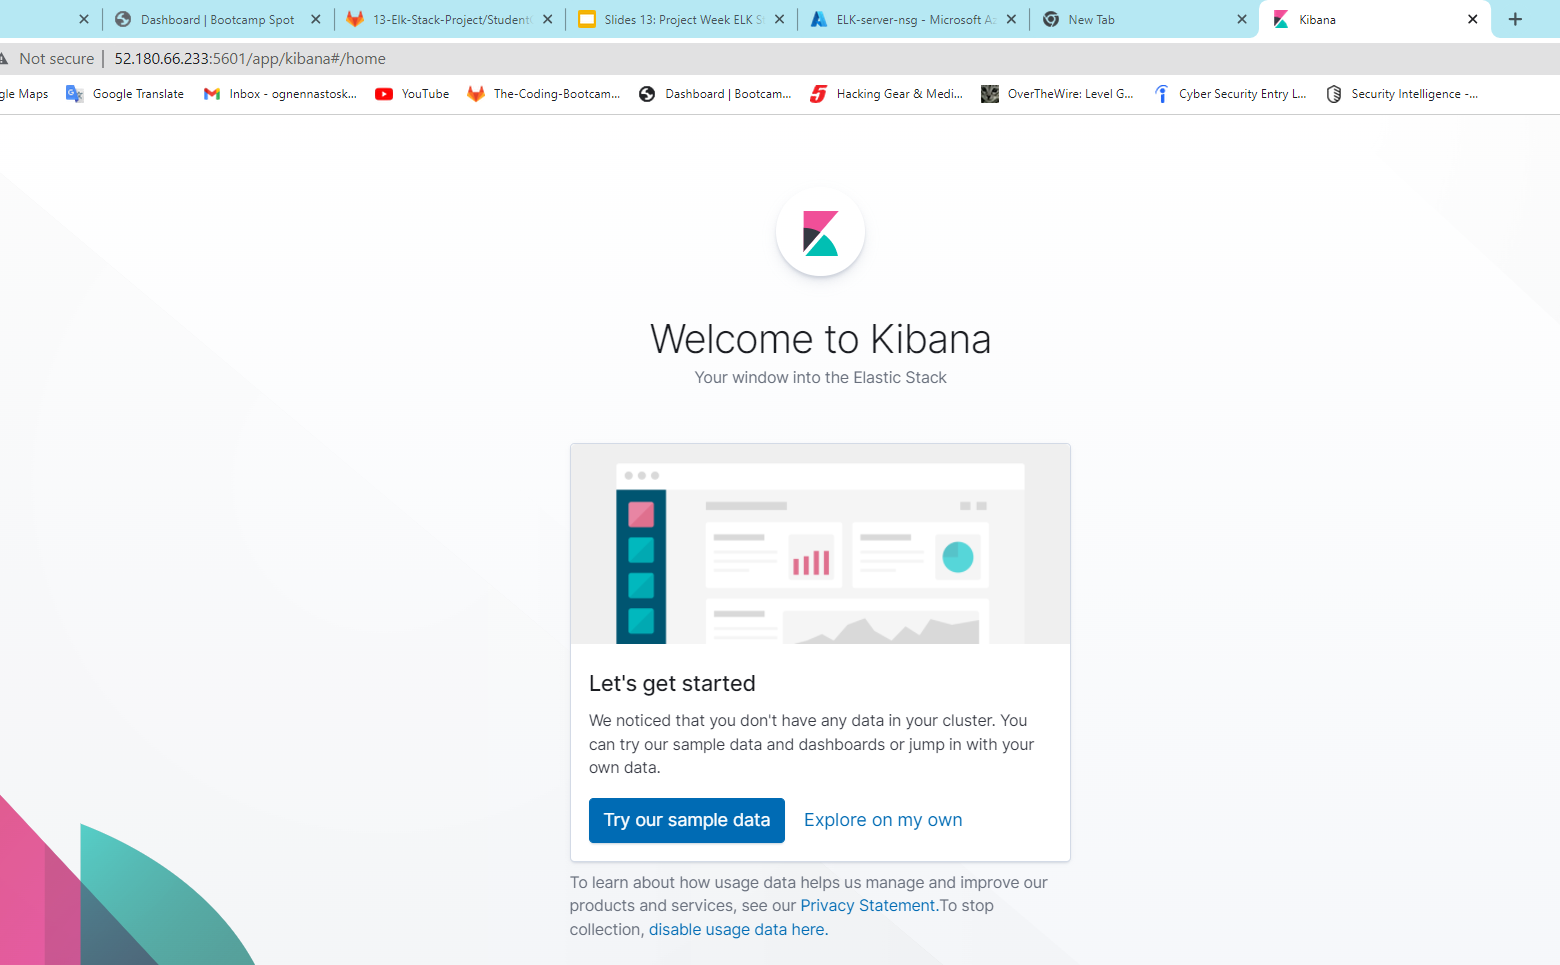 Dashboard | Bootcamp Spot
13-Elk-Stack-Project/Student
Slides 13: Project Week ELK S
ELK-server-nsg - Microsoft Az
New Tab
Kibana
Not secure
52.180.66.233:5601/app/kibana#/home
gle Maps
Google Translate
Inbox - ognennastosk...
YouTube
The-Coding-Bootcam...
Dashboard | Bootcam...
Hacking Gear & Medi...
OverTheWire: Level G...
Cyber Security Entry L...
Security Intelligence -...
Welcome to Kibana
Your window into the Elastic Stack
Let's get started
We noticed that you don't have any data in your cluster. You
can try our sample data and dashboards or jump in with your
own data.
Try our sample data
Explore on my own
To learn about how usage data helps us manage and improve our
products and services, see our Privacy Statement.To stop
collection, disable usage data here.